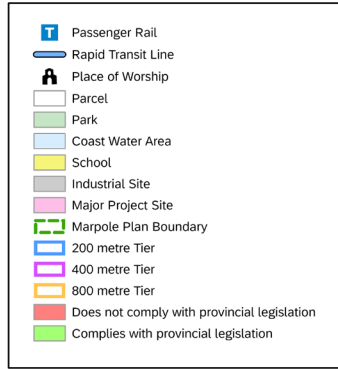 T Passenger Rail
Rapid Transit Line
Place of Worship
Parcel
Park
Coast Water Area
School
Industrial Site
Major Project Site
Marpole Plan Boundary
200 metre Tier
400 metre Tier
800 metre Tier
Does not comply with provincial legislation
Complies with provincial legislation